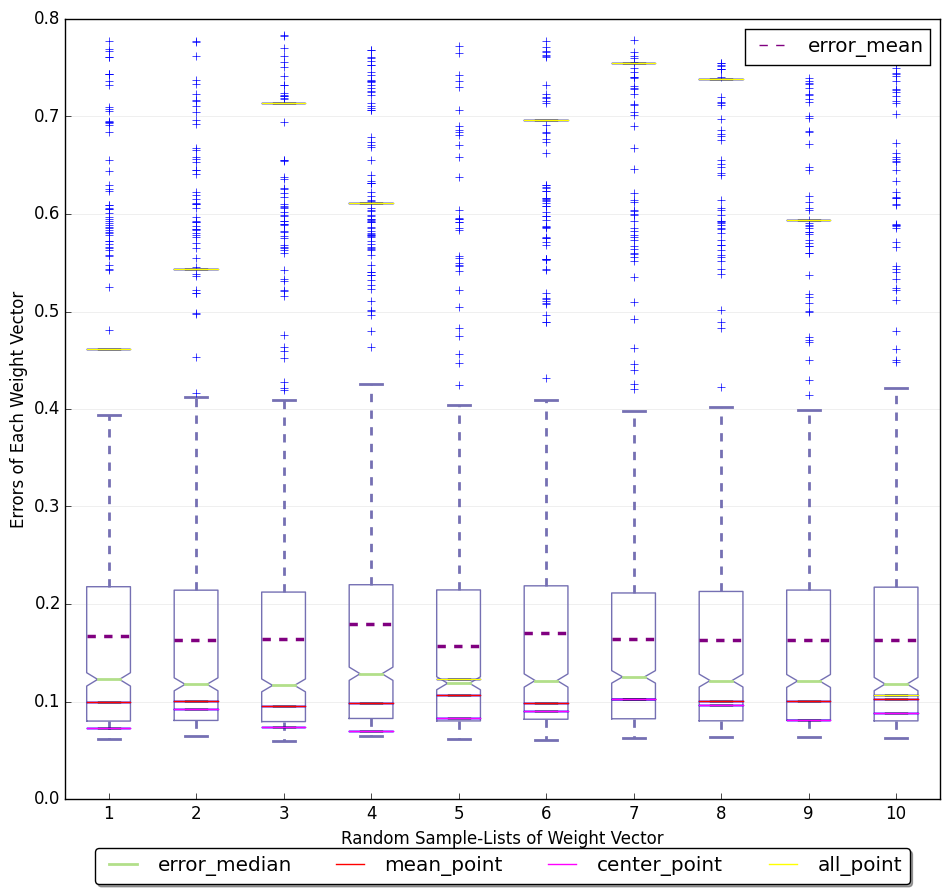 0.8
error_mean
0.7
0.6
0.5
0.4
0.3
0.2
0.1
0.0
Errors of Each Weight Vector
1 2 3 4 5 6 7 8 9 10
Random Sample-Lists of Weight Vector
error_median mean_point center_point all_point